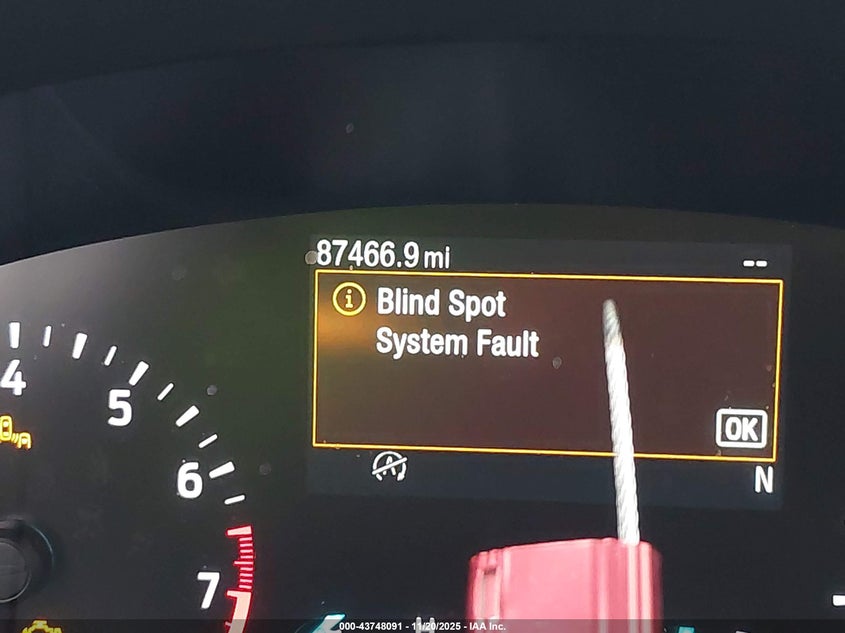 87466.9 mi
--
Blind Spot
System Fault
OK
N
4
5
6
7
000-43748091 - 11/20/2025 - IAA Inc.